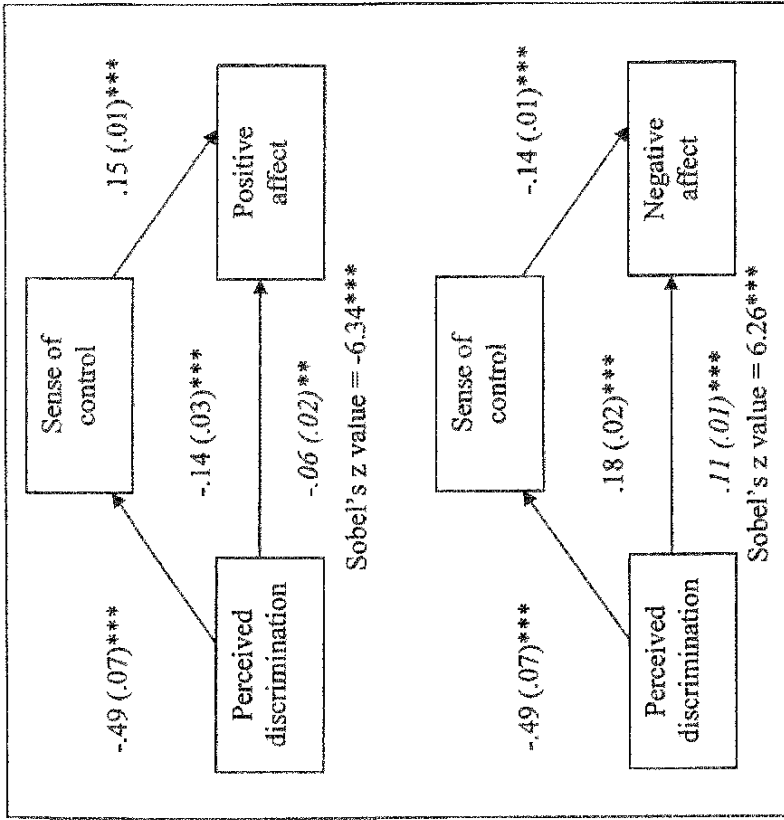 Sense of
control
-.49 (.07)***
.15 (.01)***
-.14 (.03)***
Perceived
discrimination
Positive
affect
-.06 (.02)**
Sobel's z value = -6.34***
Sense of
control
-.49 (.07)***
-.14 (.01)***
.18 (.02)***
Perceived
discrimination
Negative
affect
.11 (.01)***
Sobel's z value = 6.26***